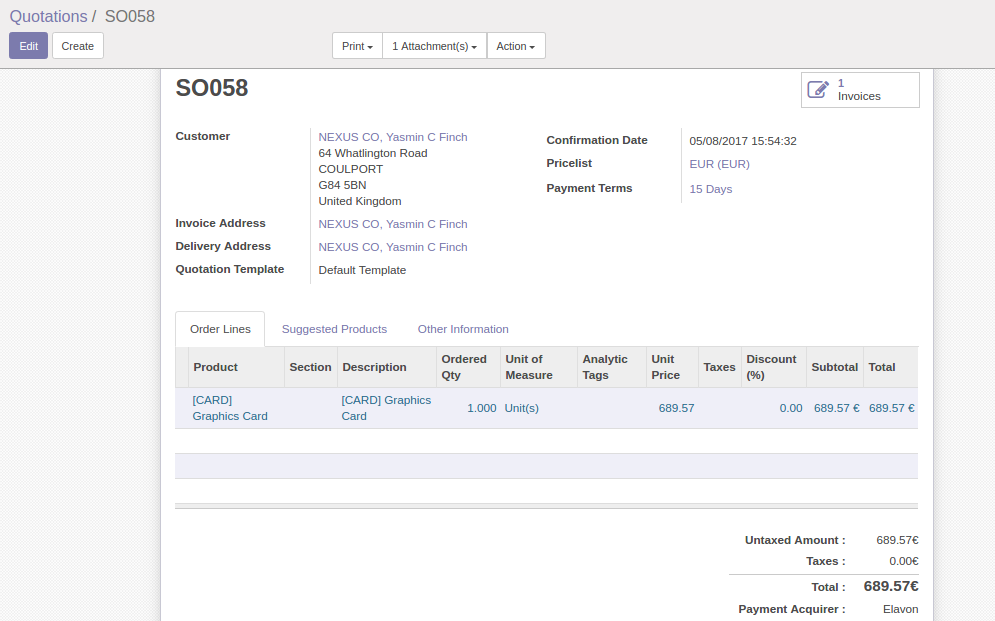 Quotations / SO058
Edit Create Print 1 Attachment(s) Action
SO058
1
Invoices
Customer
NEXUS CO, Yasmin C Finch
64 Whatlington Road
COULPORT
G84 5BN
United Kingdom
Invoice Address NEXUS CO, Yasmin C Finch
Delivery Address NEXUS CO, Yasmin C Finch
Quotation Template Default Template
Confirmation Date 05/08/2017 15:54:32
Pricelist EUR (EUR)
Payment Terms 15 Days
Order Lines Suggested Products Other Information
Product Section Description Ordered Qty Unit of Measure Analytic Tags Unit Price Taxes Discount (%) Subtotal Total
[CARD] Graphics Card [CARD] Graphics Card 1.000 Unit(s) 689.57 0.00 689.57 € 689.57 €
Untaxed Amount : 689.57€
Taxes : 0.00€
Total : 689.57€
Payment Acquirer : Elavon